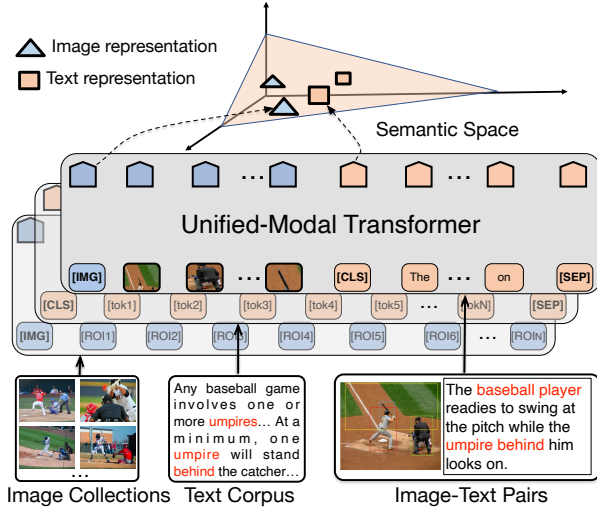 Image representation
Text representation
Semantic Space
...
...
Unified-Modal Transformer
[IMG]
...
[CLS]
The
...
on
[SEP]
[CLS]
[tok1]
[tok2]
[tok3]
[tok4]
[tok5]
...
[tokN]
[SEP]
[IMG]
[ROI1]
[ROI2]
[ROI4]
[ROI5]
[ROI6]
...
[ROIN]
...
Any baseball game
involves one or
more umpires... At a
minimum, one
umpire will stand
behind the catcher...
The baseball player
readies to swing at
the pitch while the
umpire behind him
looks on.
Image Collections
Text Corpus
Image-Text Pairs